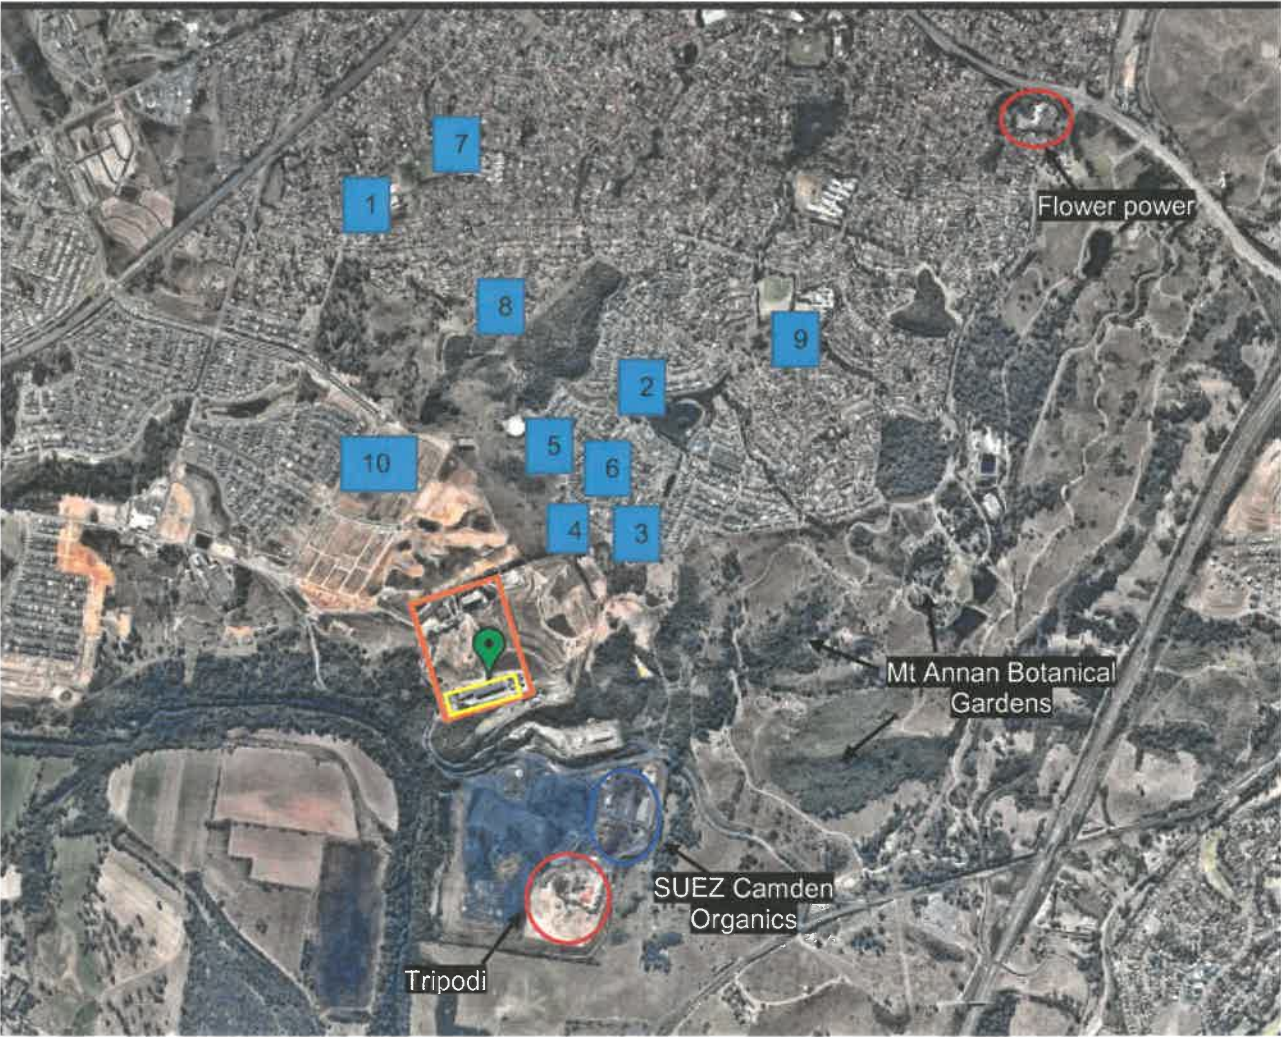 7
1
Flower power
8
9
2
5
6
10
4
3
Mt Annan Botanical
Gardens
SUEZ Camden
Organics
Tripodi